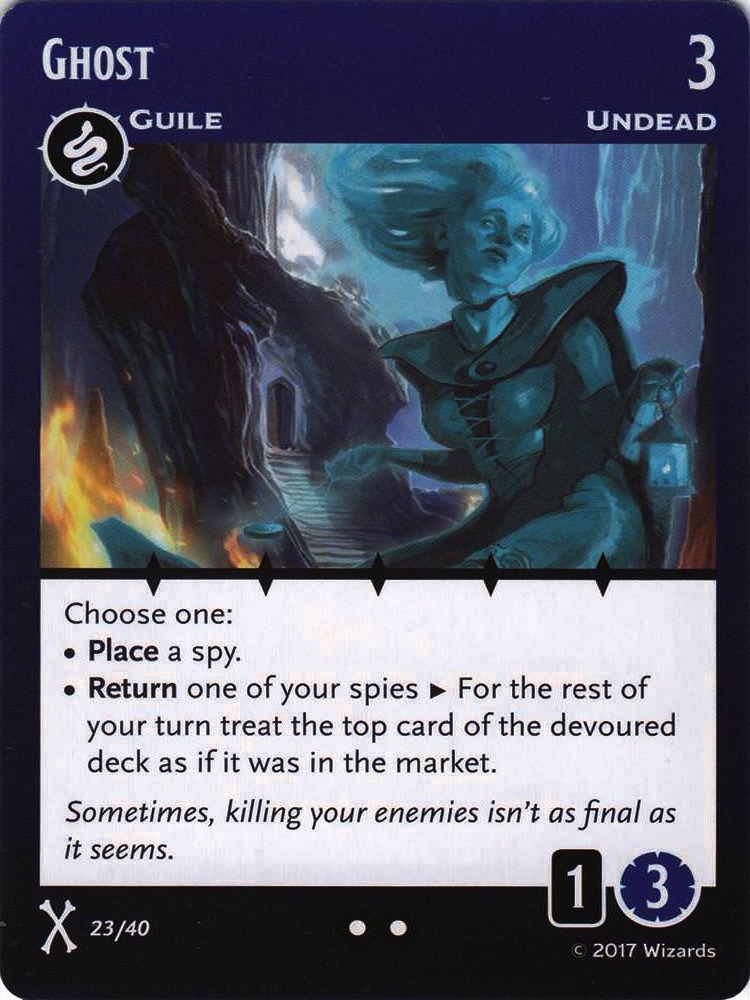 GHOST
3
GUILE
UNDEAD
Choose one:
• Place a spy.
• Return one of your spies ► For the rest of
your turn treat the top card of the devoured
deck as if it was in the market.
Sometimes, killing your enemies isn't as final as
it seems.
1
3
23/40
© 2017 Wizards